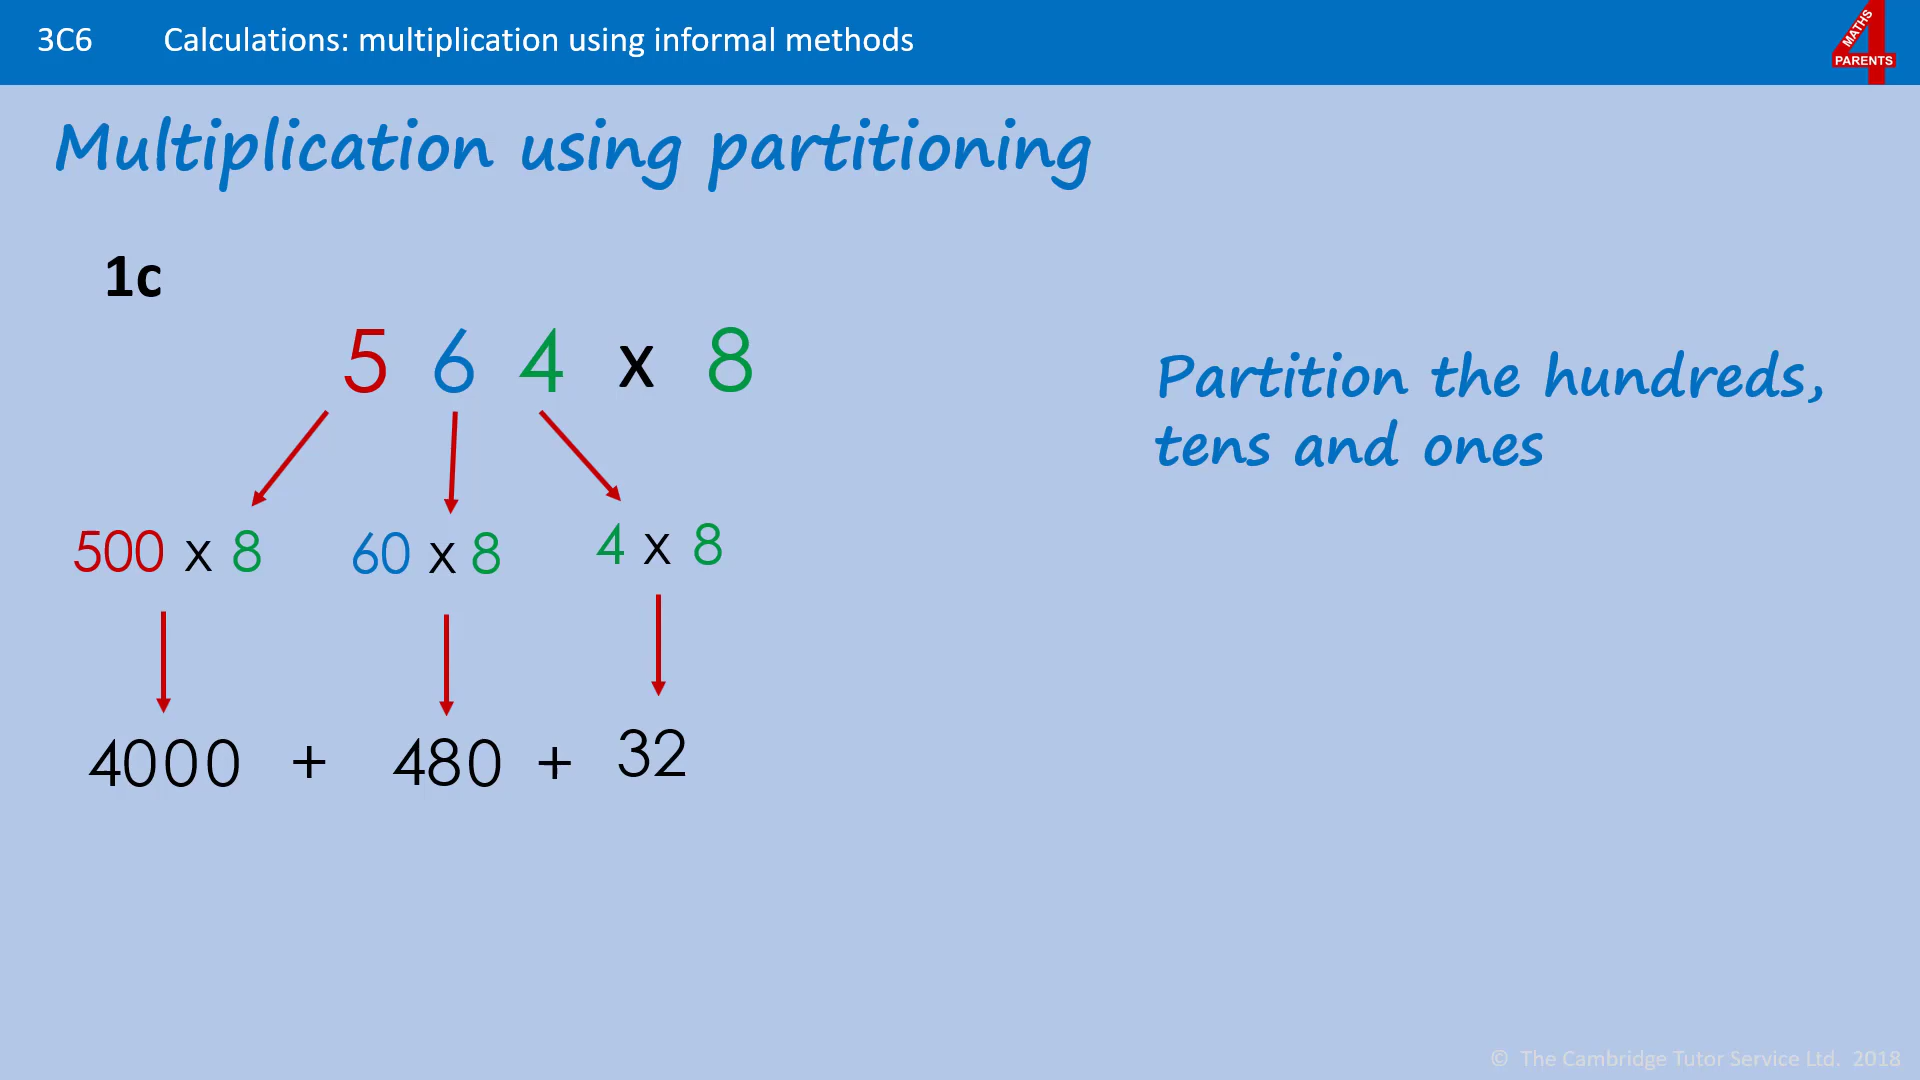 3C6 Calculations: multiplication using informal methods
MATHS
4
PARENTS
Multiplication using partitioning
1c
5 6 4 x 8
Partition the hundreds,
tens and ones
500 x 8 60 x 8 4 x 8
4000 + 480 + 32
© The Cambridge Tutor Service Ltd. 2018